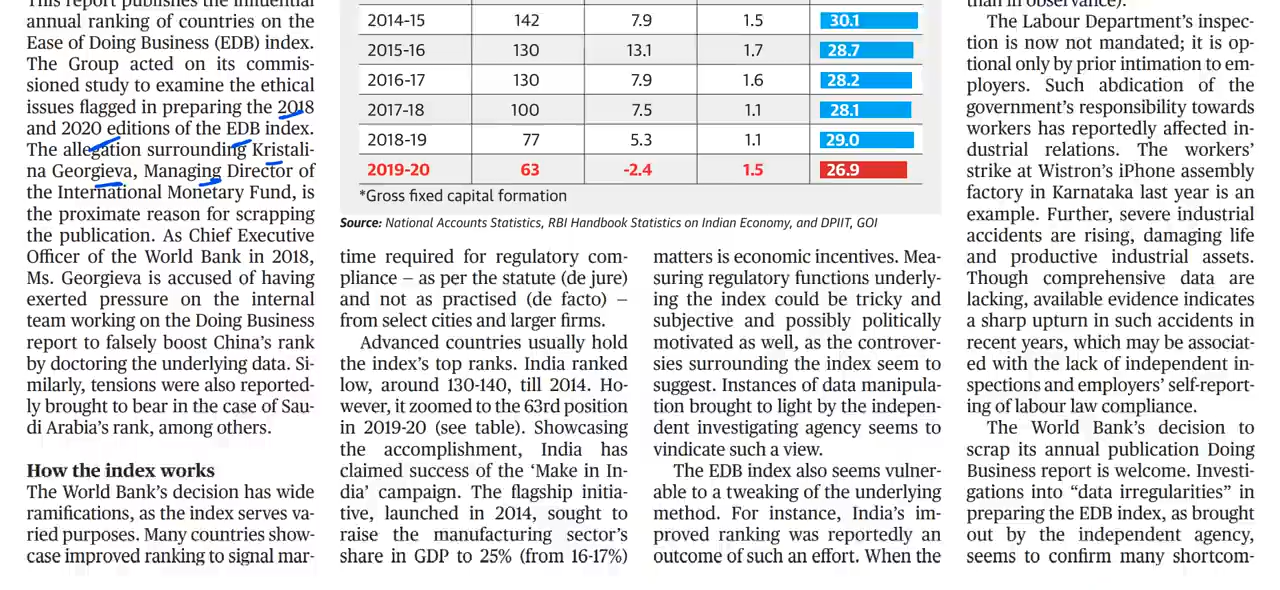 This report publishes the influential
annual ranking of countries on the
Ease of Doing Business (EDB) index.
The Group acted on its commis-
sioned study to examine the ethical
issues flagged in preparing the 2018
and 2020 editions of the EDB index.
The allegation surrounding Kristali-
na Georgieva, Managing Director of
the International Monetary Fund, is
the proximate reason for scrapping
the publication. As Chief Executive
Officer of the World Bank in 2018,
Ms. Georgieva is accused of having
exerted pressure on the internal
team working on the Doing Business
report to falsely boost China's rank
by doctoring the underlying data. Si-
milarly, tensions were also reported-
ly brought to bear in the case of Sau-
di Arabia's rank, among others.
How the index works
The World Bank's decision has wide
ramifications, as the index serves va-
ried purposes. Many countries show-
case improved ranking to signal mar-
2014-15 142 7.9 1.5 30.1
2015-16 130 13.1 1.7 28.7
2016-17 130 7.9 1.6 28.2
2017-18 100 7.5 1.1 28.1
2018-19 77 5.3 1.1 29.0
2019-20 63 -2.4 1.5 26.9
*Gross fixed capital formation
Source: National Accounts Statistics, RBI Handbook Statistics on Indian Economy, and DPIIT, GOI
time required for regulatory com-
pliance – as per the statute (de jure)
and not as practised (de facto) –
from select cities and larger firms.
Advanced countries usually hold
the index's top ranks. India ranked
low, around 130-140, till 2014. Ho-
wever, it zoomed to the 63rd position
in 2019-20 (see table). Showcasing
the accomplishment, India has
claimed success of the 'Make in In-
dia' campaign. The flagship initia-
tive, launched in 2014, sought to
raise the manufacturing sector's
share in GDP to 25% (from 16-17%)
matters is economic incentives. Mea-
suring regulatory functions underly-
ing the index could be tricky and
subjective and possibly politically
motivated as well, as the controver-
sies surrounding the index seem to
suggest. Instances of data manipula-
tion brought to light by the indepen-
dent investigating agency seems to
vindicate such a view.
The EDB index also seems vulner-
able to a tweaking of the underlying
method. For instance, India's im-
proved ranking was reportedly an
outcome of such an effort. When the
than in observance).
The Labour Department's inspec-
tion is now not mandated; it is op-
tional only by prior intimation to em-
ployers. Such abdication of the
government's responsibility towards
workers has reportedly affected in-
dustrial relations. The workers'
strike at Wistron's iPhone assembly
factory in Karnataka last year is an
example. Further, severe industrial
accidents are rising, damaging life
and productive industrial assets.
Though comprehensive data are
lacking, available evidence indicates
a sharp upturn in such accidents in
recent years, which may be associat-
ed with the lack of independent in-
spections and employers' self-report-
ing of labour law compliance.
The World Bank's decision to
scrap its annual publication Doing
Business report is welcome. Investi-
gations into "data irregularities" in
preparing the EDB index, as brought
out by the independent agency,
seems to confirm many shortcom-